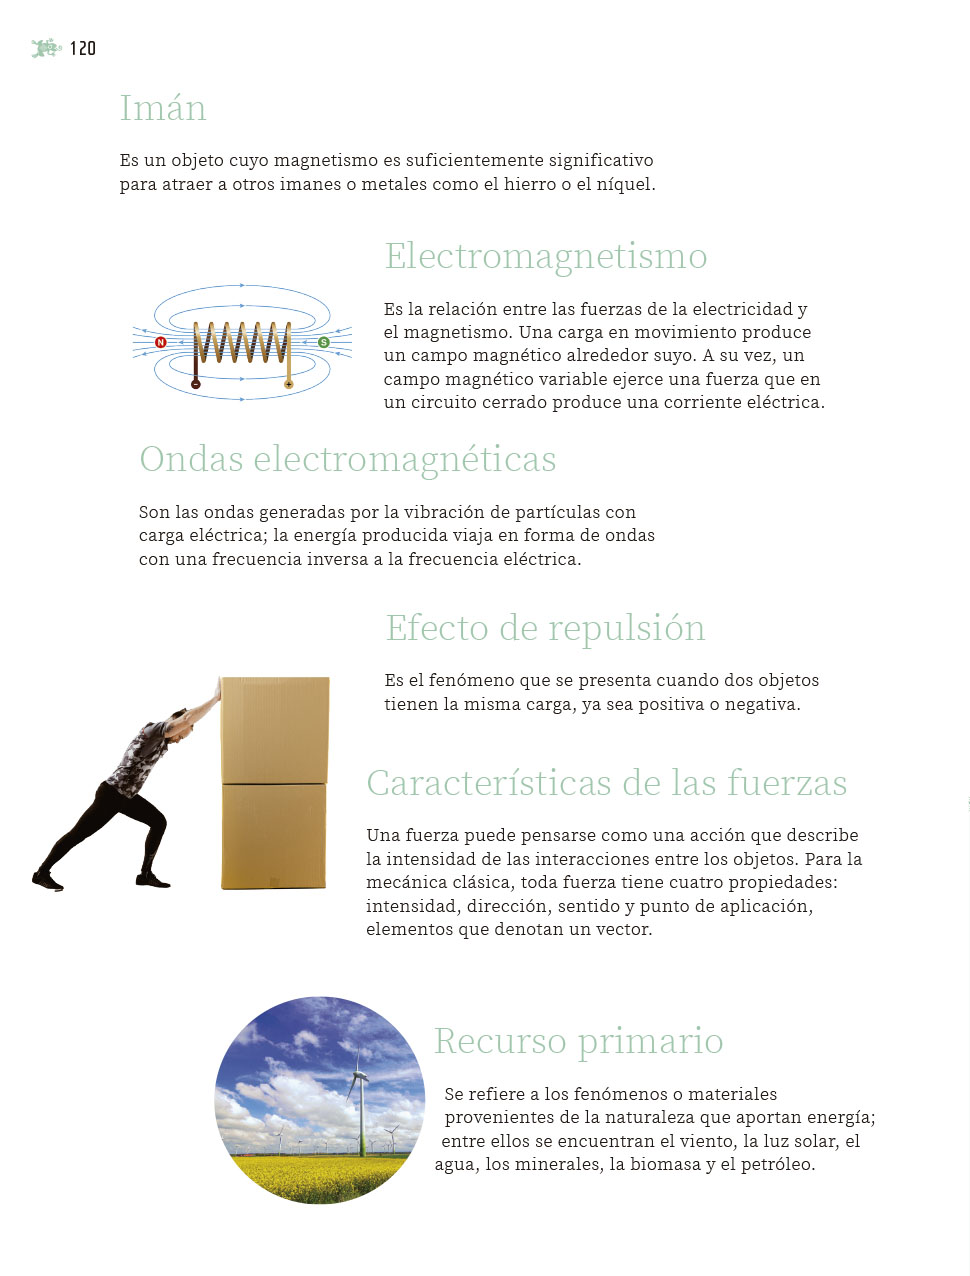 120
Imán
Es un objeto cuyo magnetismo es suficientemente significativo
para atraer a otros imanes o metales como el hierro o el níquel.
Electromagnetismo
Es la relación entre las fuerzas de la electricidad y
el magnetismo. Una carga en movimiento produce
un campo magnético alrededor suyo. A su vez, un
campo magnético variable ejerce una fuerza que en
un circuito cerrado produce una corriente eléctrica.
N
S
- +
Ondas electromagnéticas
Son las ondas generadas por la vibración de partículas con
carga eléctrica; la energía producida viaja en forma de ondas
con una frecuencia inversa a la frecuencia eléctrica.
Efecto de repulsión
Es el fenómeno que se presenta cuando dos objetos
tienen la misma carga, ya sea positiva o negativa.
Características de las fuerzas
Una fuerza puede pensarse como una acción que describe
la intensidad de las interacciones entre los objetos. Para la
mecánica clásica, toda fuerza tiene cuatro propiedades:
intensidad, dirección, sentido y punto de aplicación,
elementos que denotan un vector.
Recurso primario
Se refiere a los fenómenos o materiales
provenientes de la naturaleza que aportan energía;
entre ellos se encuentran el viento, la luz solar, el
agua, los minerales, la biomasa y el petróleo.